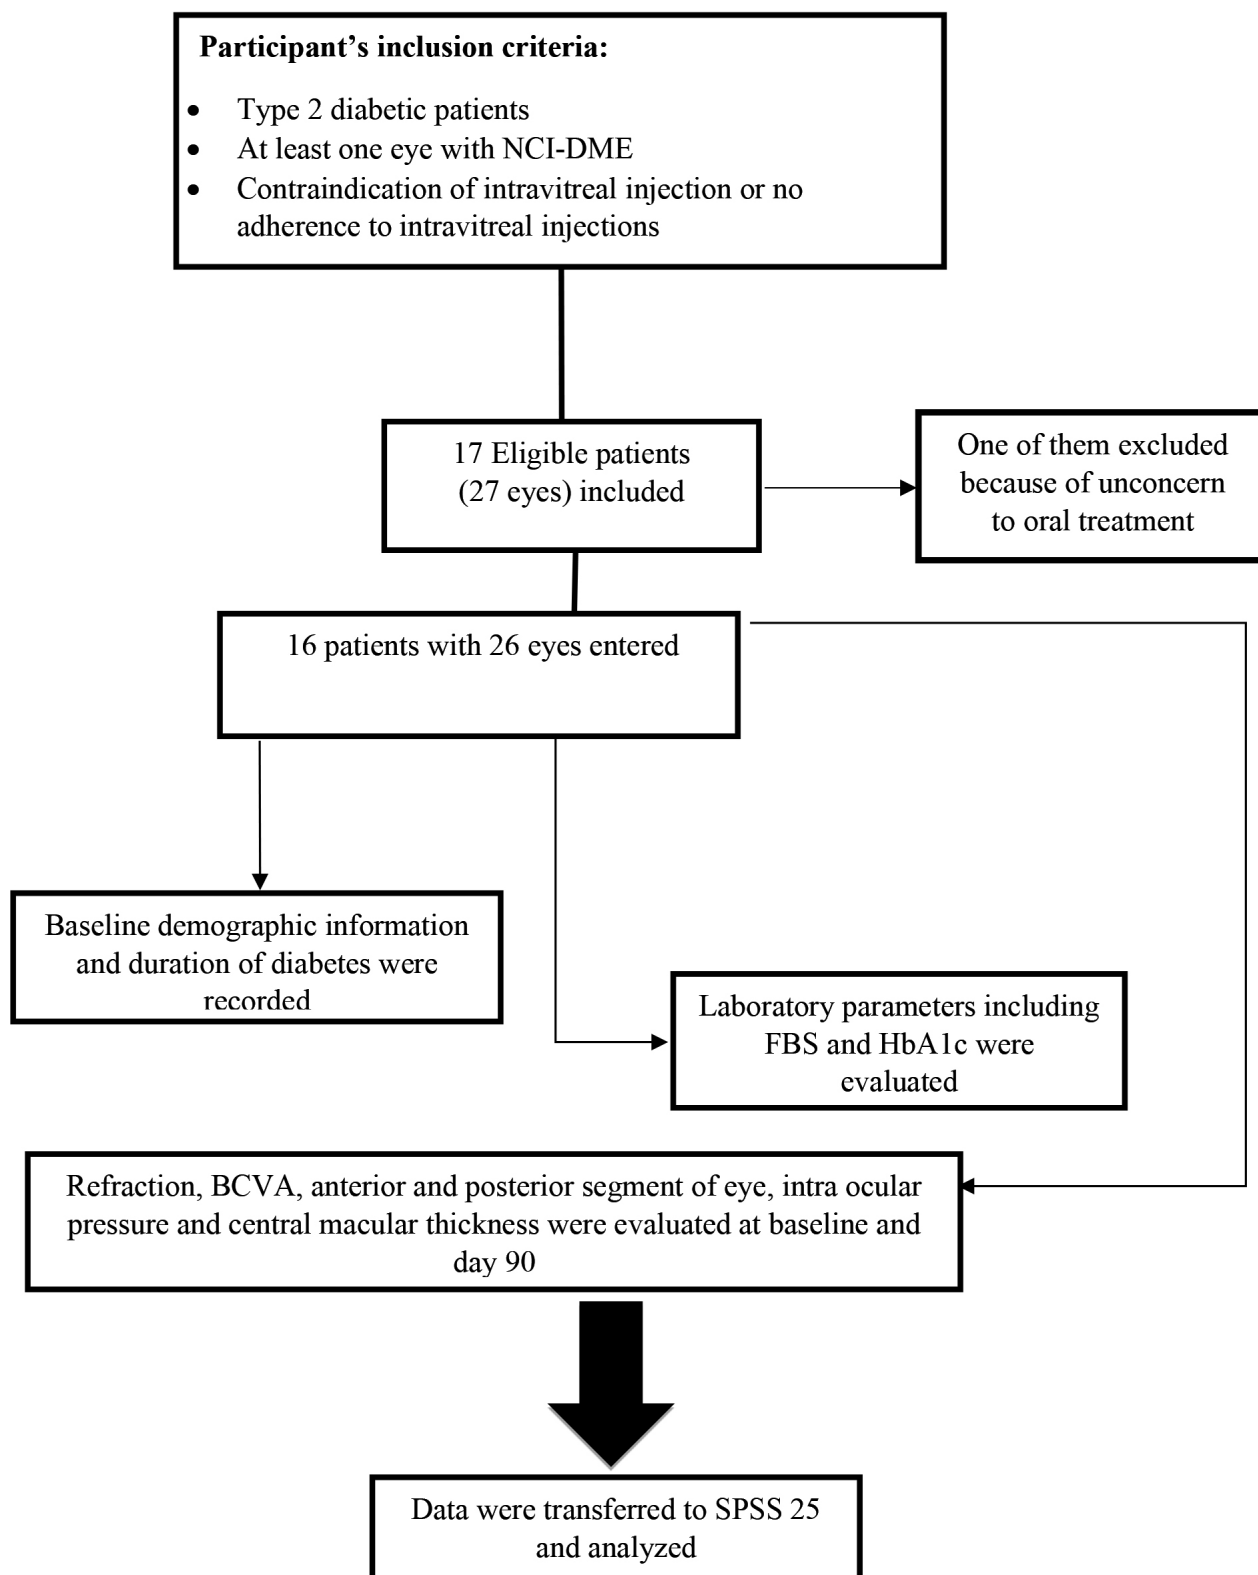 Participant’s inclusion criteria:
• Type 2 diabetic patients
• At least one eye with NCI-DME
• Contraindication of intravitreal injection or no
adherence to intravitreal injections
17 Eligible patients
(27 eyes) included
One of them excluded
because of unconcern
to oral treatment
16 patients with 26 eyes entered
Baseline demographic information
and duration of diabetes were
recorded
Laboratory parameters including
FBS and HbA1c were
evaluated
Refraction, BCVA, anterior and posterior segment of eye, intra ocular
pressure and central macular thickness were evaluated at baseline and
day 90
Data were transferred to SPSS 25
and analyzed